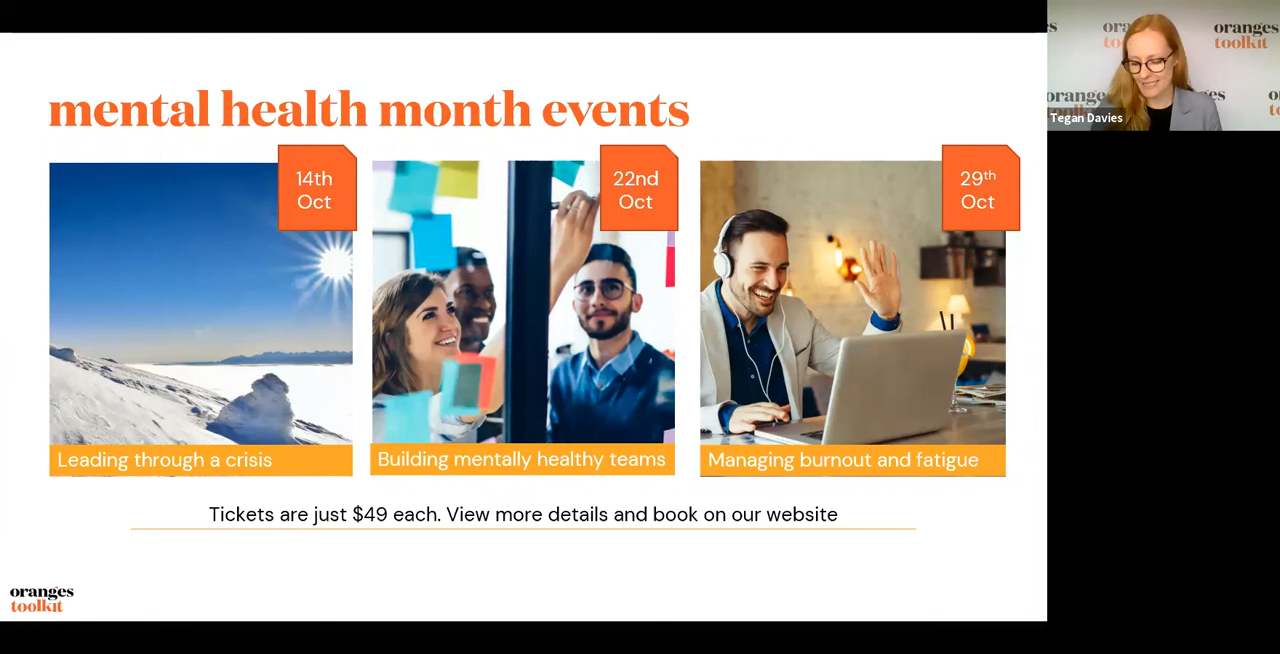 mental health month events
14th
Oct
22nd
Oct
29th
Oct
Leading through a crisis
Building mentally healthy teams
Managing burnout and fatigue
Tickets are just $49 each. View more details and book on our website
oranges
toolkit
oranges
toolkit
Tegan Davies